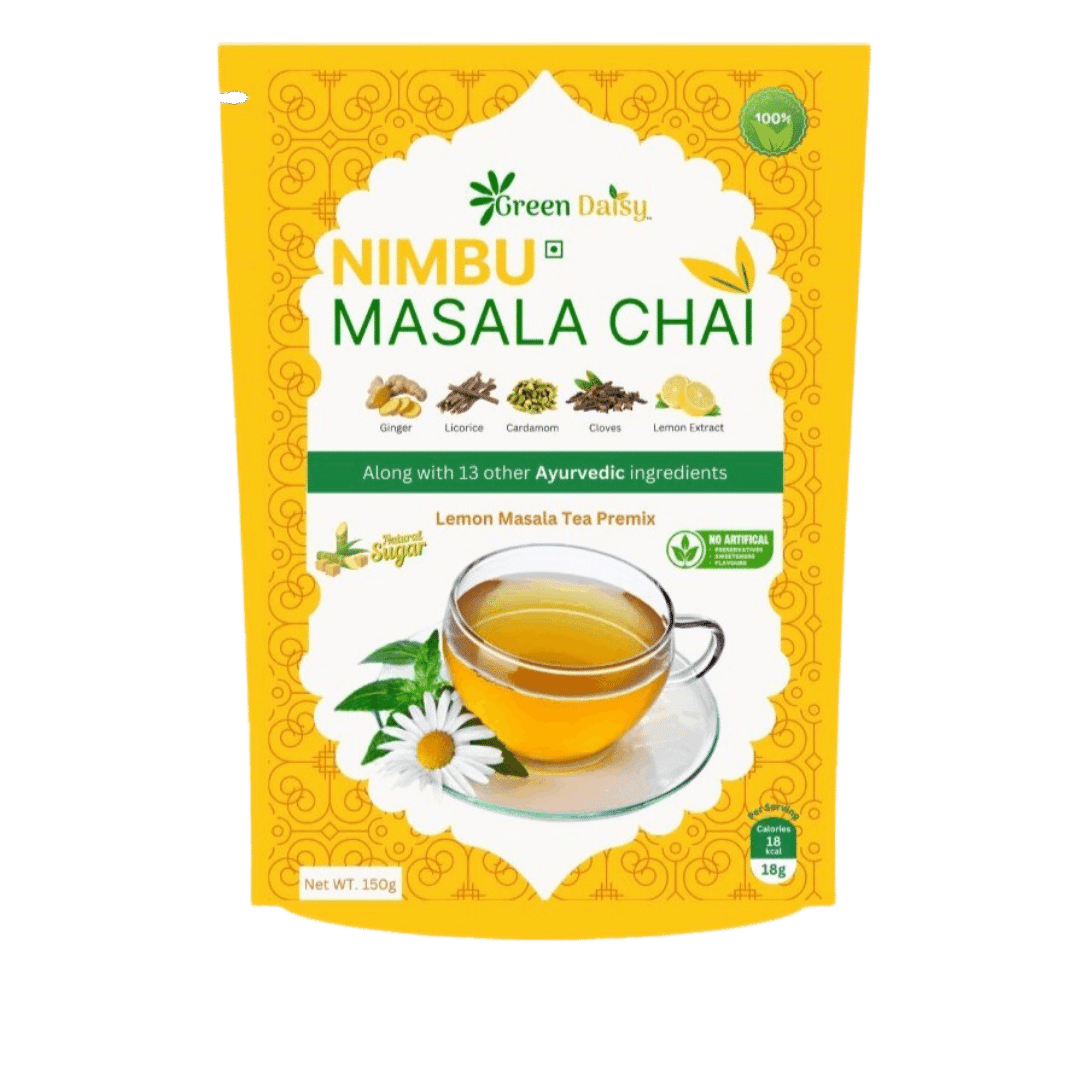 100%
Green Daisy
NIMBU
MASALA CHAI
Ginger
Licorice
Cardamom
Cloves
Lemon Extract
Along with 13 other Ayurvedic ingredients
Lemon Masala Tea Premix
Natural
Sugar
NO ARTIFICAL
• PRESERVATIVES
• SWEETENERS
• FLAVOURS
Per Serving
Calories
18
kcal
18g
Net WT. 150g